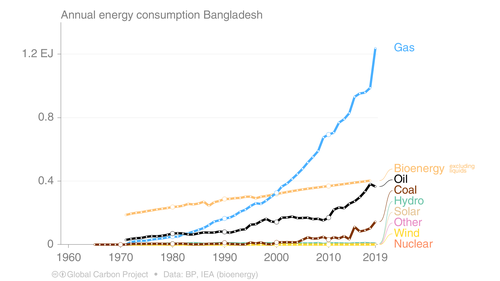 Annual energy consumption Bangladesh
1.2 EJ
Gas
0.8
0.4
Bioenergy excluding liquids
Oil
Coal
Hydro
Solar
Other
Wind
0
Nuclear
1960 1970 1980 1990 2000 2010 2019
Global Carbon Project • Data: BP, IEA (bioenergy)